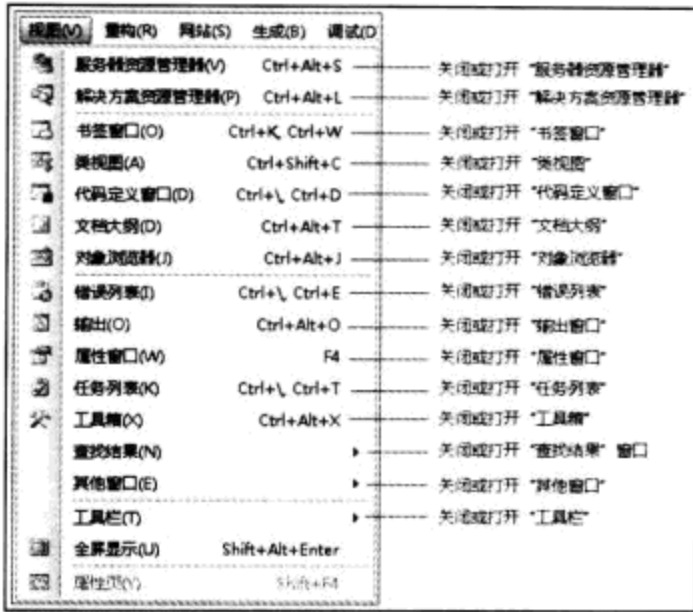 视图(V) 重构(R) 网站(S) 生成(B) 调试(D
服务器资源管理器(V) Ctrl+Alt+S 关闭或打开 "服务器资源管理器"
解决方案资源管理器(P) Ctrl+Alt+L 关闭或打开 "解决方案资源管理器"
书签窗口(O) Ctrl+K, Ctrl+W 关闭或打开 "书签窗口"
类视图(A) Ctrl+Shift+C 关闭或打开 "类视图"
代码定义窗口(D) Ctrl+\, Ctrl+D 关闭或打开 "代码定义窗口"
文档大纲(D) Ctrl+Alt+T 关闭或打开 "文档大纲"
对象浏览器(J) Ctrl+Alt+J 关闭或打开 "对象浏览器"
错误列表(I) Ctrl+\, Ctrl+E 关闭或打开 "错误列表"
输出(O) Ctrl+Alt+O 关闭或打开 "输出窗口"
属性窗口(W) F4 关闭或打开 "属性窗口"
任务列表(K) Ctrl+\, Ctrl+T 关闭或打开 "任务列表"
工具箱(X) Ctrl+Alt+X 关闭或打开 "工具箱"
查找结果(N) 关闭或打开 "查找结果" 窗口
其他窗口(E) 关闭或打开 "其他窗口"
工具栏(T) 关闭或打开 "工具栏"
全屏显示(U) Shift+Alt+Enter
属性页(Y) Shift+F4